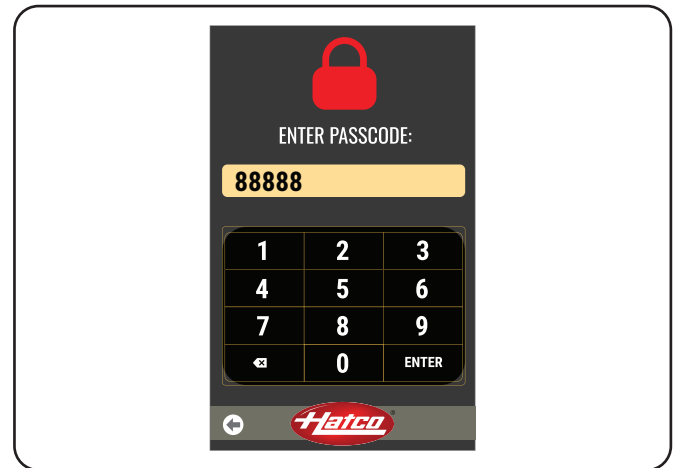 ENTER PASSCODE:
88888
1 2 3
4 5 6
7 8 9
0 ENTER
Hatco®